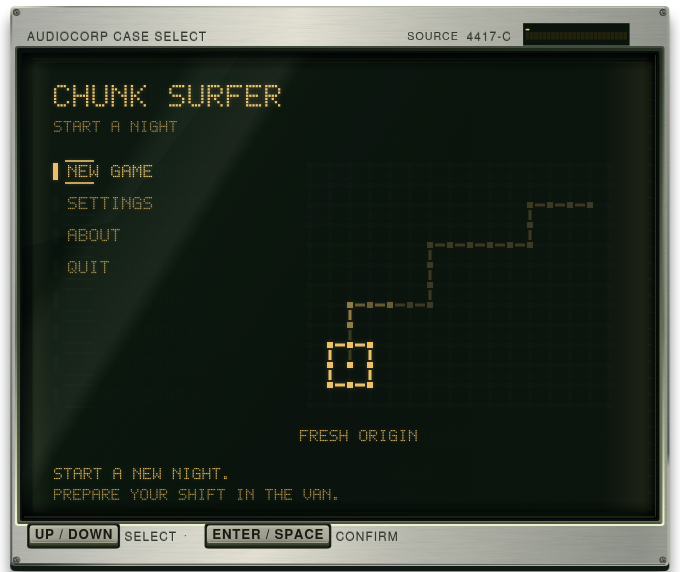 AUDIOCORP CASE SELECT
SOURCE 4417-C
CHUNK SURFER
START A NIGHT
NEW GAME
SETTINGS
ABOUT
QUIT
FRESH ORIGIN
START A NEW NIGHT.
PREPARE YOUR SHIFT IN THE VAN.
UP / DOWN SELECT · ENTER / SPACE CONFIRM